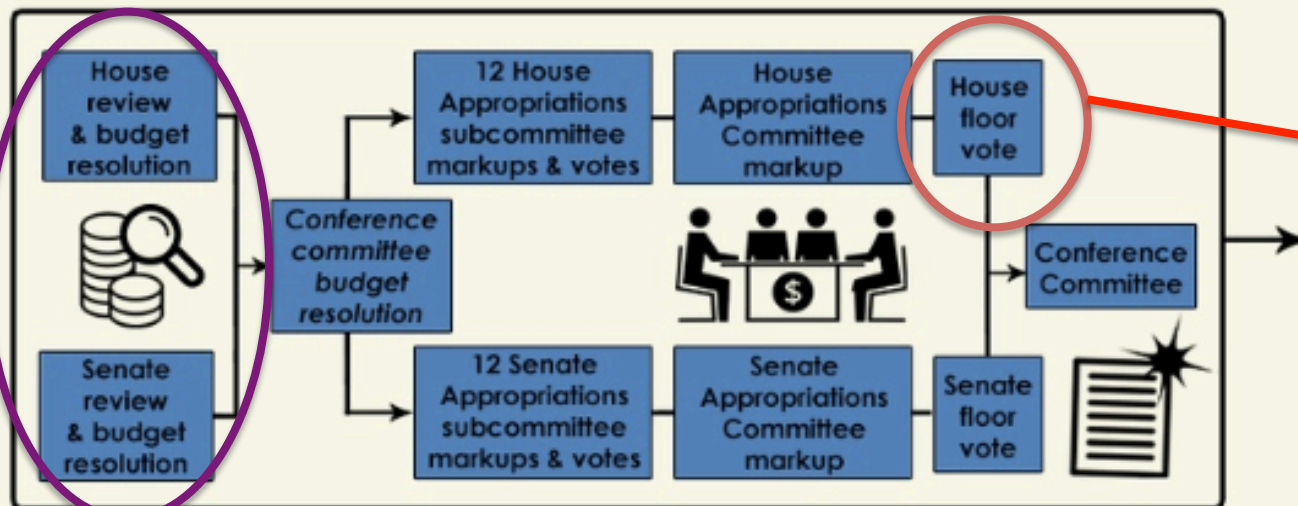 House
review
& budget
resolution
Senate
review
& budget
resolution
Conference
committee
budget
resolution
12 House
Appropriations
subcommittee
markups & votes
House
Appropriations
Committee
markup
House
floor
vote
12 Senate
Appropriations
subcommittee
markups & votes
Senate
Appropriations
Committee
markup
Senate
floor
vote
$
Conference
Committee